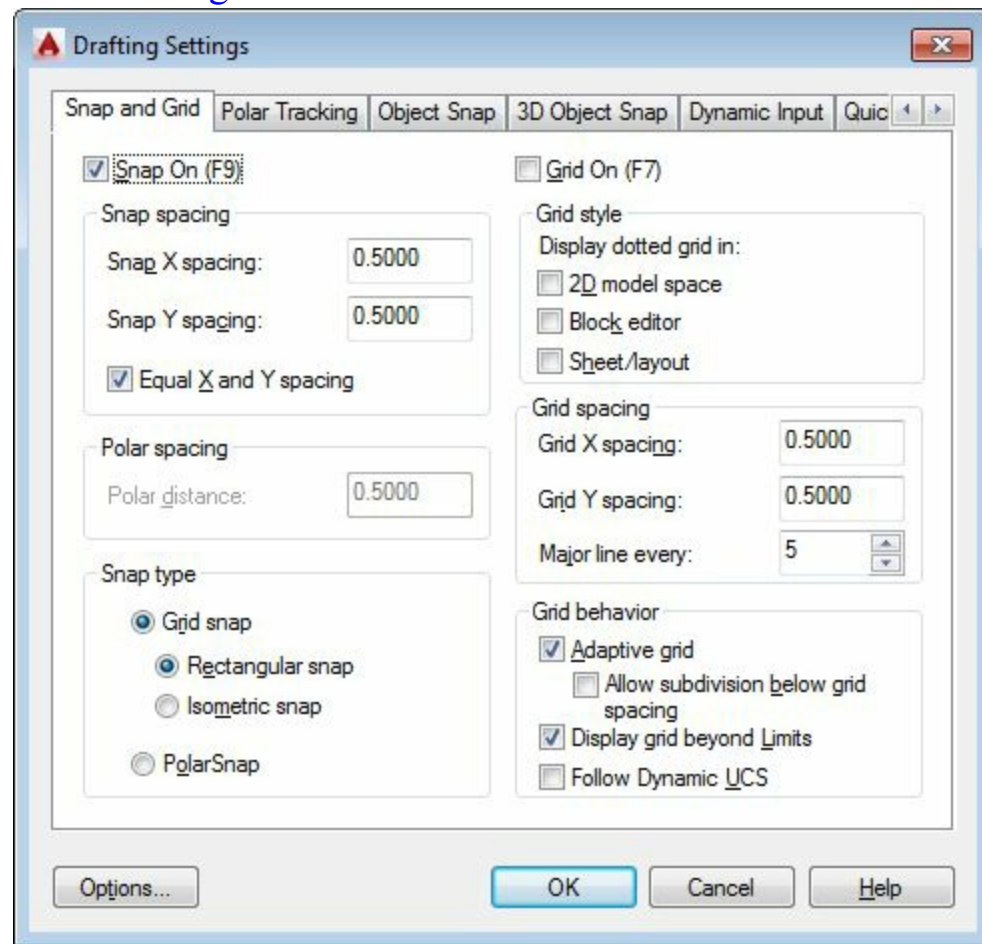 Drafting Settings
Snap and Grid
Polar Tracking
Object Snap
3D Object Snap
Dynamic Input
Quic
Snap On (F9)
Snap spacing
Snap X spacing: 0.5000
Snap Y spacing: 0.5000
Equal X and Y spacing
Polar spacing
Polar distance: 0.5000
Snap type
Grid snap
Rectangular snap
Isometric snap
PolarSnap
Grid On (F7)
Grid style
Display dotted grid in:
2D model space
Block editor
Sheet/layout
Grid spacing
Grid X spacing: 0.5000
Grid Y spacing: 0.5000
Major line every: 5
Grid behavior
Adaptive grid
Allow subdivision below grid
spacing
Display grid beyond Limits
Follow Dynamic UCS
Options...
OK
Cancel
Help